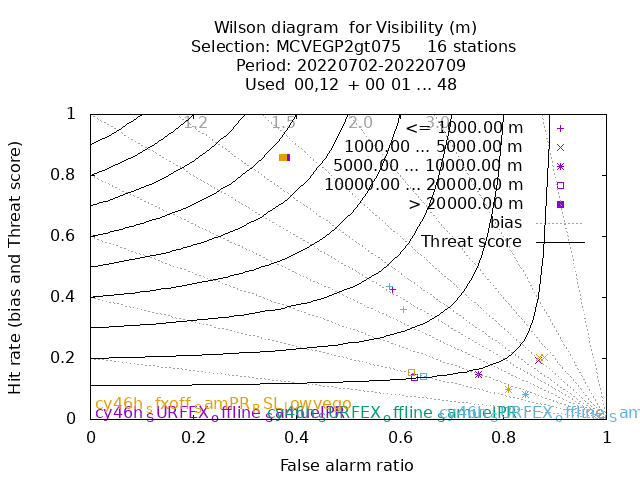 Wilson diagram  for Visibility (m)
Selection: MCVEGP2gt075     16 stations
Period: 20220702-20220709
Used  00,12  + 00 01 ... 48
1.2 1.5 2.0 3.0
<= 1000.00 m
1000.00 ... 5000.00 m
5000.00 ... 10000.00 m
10000.00 ... 20000.00 m
> 20000.00 m
bias
Threat score
Hit rate (bias and Threat score)
1
0.8
0.6
0.4
0.2
0
0 0.2 0.4 0.6 0.8 1
False alarm ratio